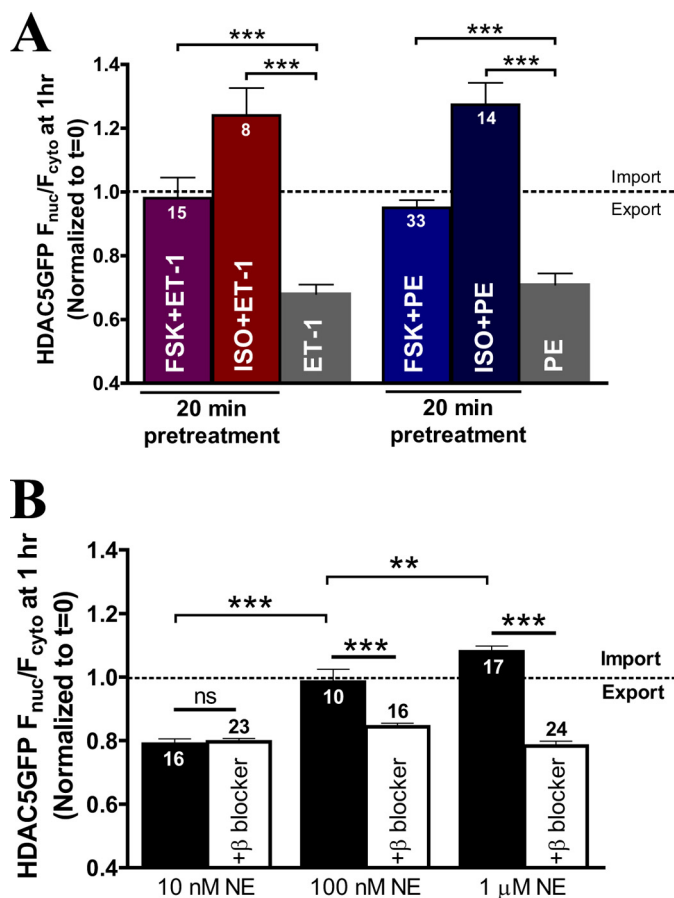 A
HDAC5GFP Fnuc/Fcyto at 1hr
(Normalized to t=0)
1.4
1.2
1.0
0.8
0.6
0.4
***
***
***
***
15
8
33
14
FSK+ET-1
ISO+ET-1
ET-1
FSK+PE
ISO+PE
PE
Import
Export
20 min
pretreatment
20 min
pretreatment
B
HDAC5GFP Fnuc/Fcyto at 1 hr
(Normalized to t=0)
1.4
1.2
1.0
0.8
0.6
0.4
**
***
***
***
ns
16
23
10
16
17
24
+β blocker
+β blocker
+β blocker
Import
Export
10 nM NE
100 nM NE
1 μM NE